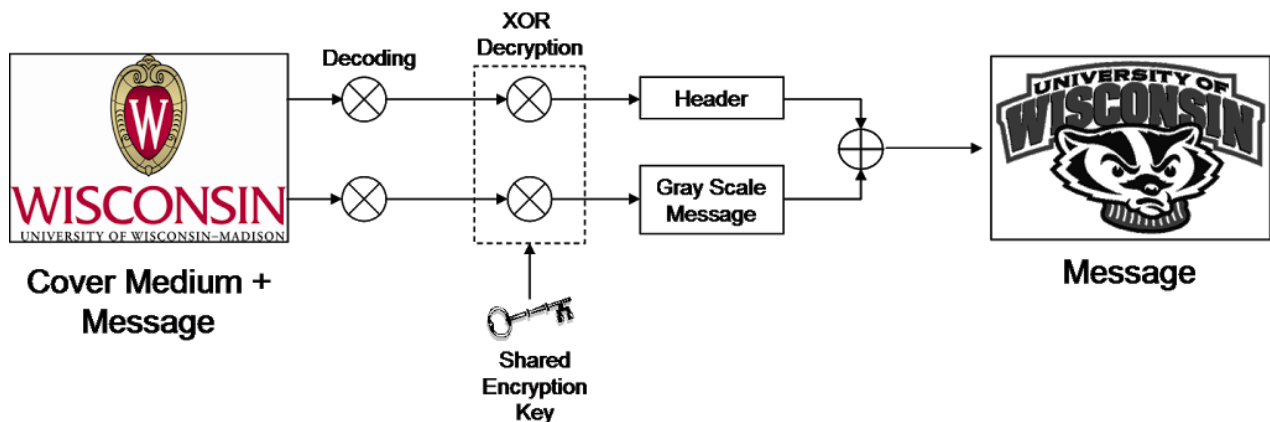 XOR
Decryption
Decoding
W
WISCONSIN
UNIVERSITY OF WISCONSIN–MADISON
Cover Medium +
Message
Header
Gray Scale
Message
Shared
Encryption
Key
UNIVERSITY OF
WISCONSIN
Message